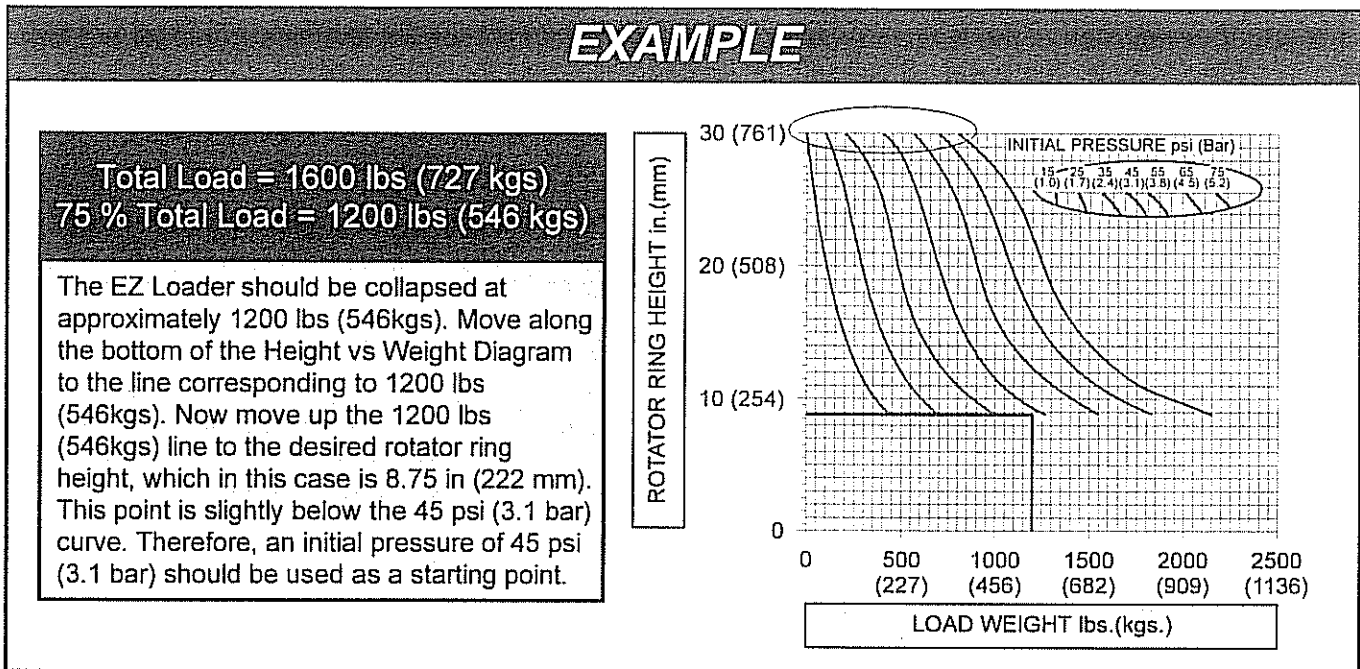 EXAMPLE
Total Load = 1600 lbs (727 kgs)
75 % Total Load = 1200 lbs (546 kgs)
The EZ Loader should be collapsed at
approximately 1200 lbs (546kgs). Move along
the bottom of the Height vs Weight Diagram
to the line corresponding to 1200 lbs
(546kgs). Now move up the 1200 lbs
(546kgs) line to the desired rotator ring
height, which in this case is 8.75 in (222 mm).
This point is slightly below the 45 psi (3.1 bar)
curve. Therefore, an initial pressure of 45 psi
(3.1 bar) should be used as a starting point.
ROTATOR RING HEIGHT in.(mm)
30 (761)
20 (508)
10 (254)
0
INITIAL PRESSURE psi (Bar)
15 25 35 45 55 65 75
(1.0) (1.7) (2.4) (3.1) (3.8) (4.5) (5.2)
0 500 1000 1500 2000 2500
(227) (456) (682) (909) (1136)
LOAD WEIGHT lbs.(kgs.)